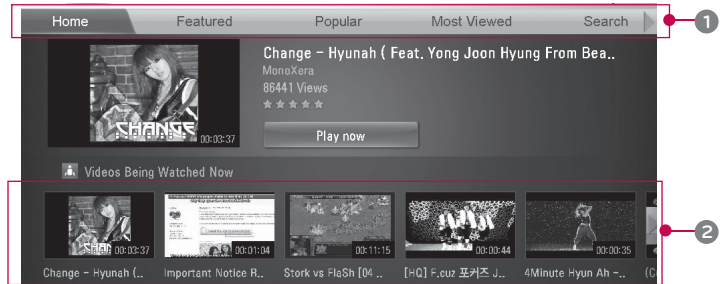 Home Featured Popular Most Viewed Search
1
Change - Hyunah ( Feat. Yong Joon Hyung From Bea..
MonoXera
86441 Views
CHANGE
00:03:37
Play now
Videos Being Watched Now
00:03:37 00:01:04 00:11:15 00:00:44 00:00:35
2
Change - Hyunah (.. Important Notice R.. Stork vs FlaSh [04 .. [HQ] F.cuz 포커즈 J.. 4Minute Hyun Ah -.. (Co